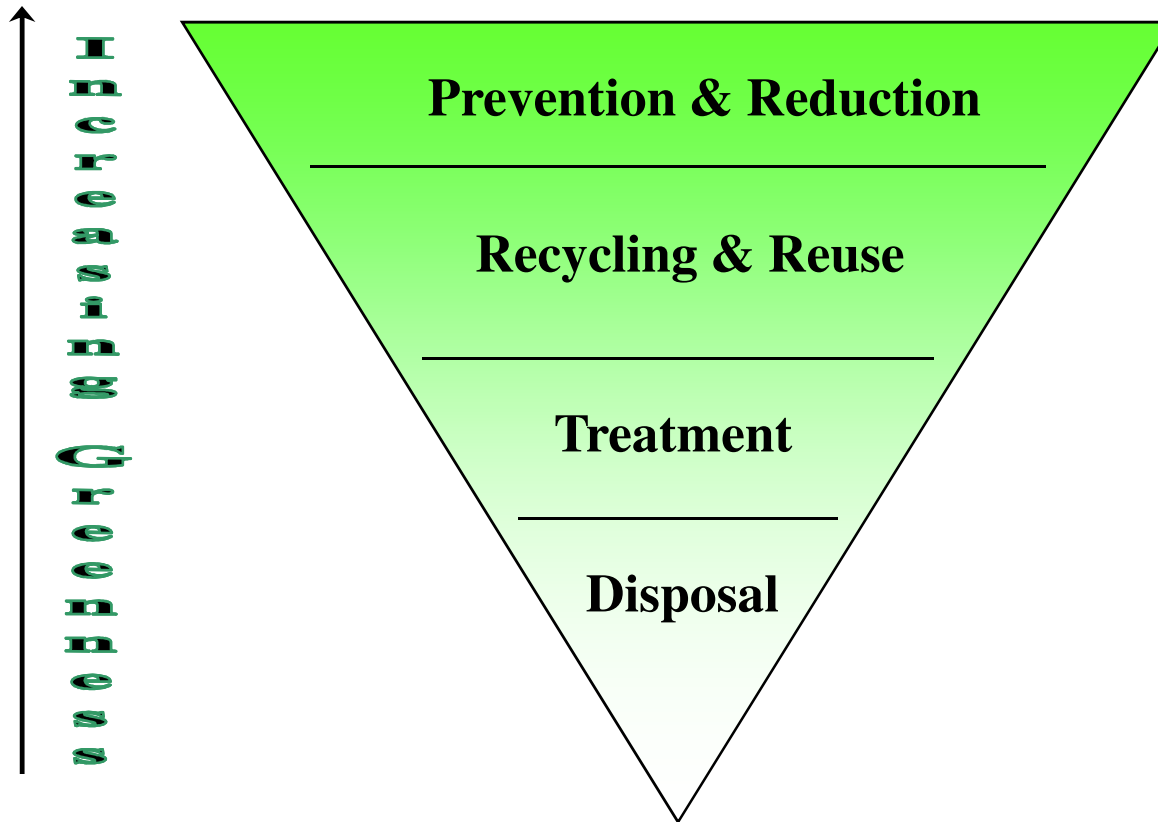 Increasing Greenness
Prevention & Reduction
Recycling & Reuse
Treatment
Disposal